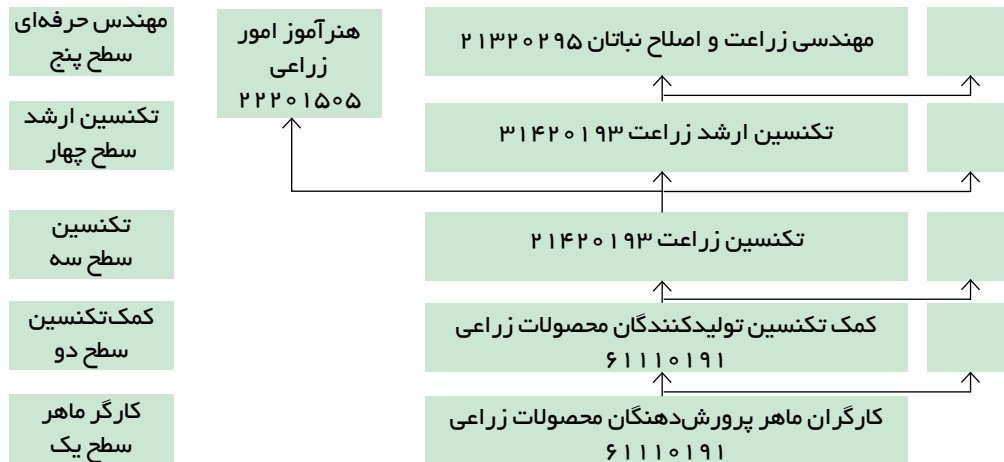 مهندس حرفه‌ای
سطح پنج
هنرآموز امور
زراعی
۲۲۲۰۱۵۰۵
مهندسی زراعت و اصلاح نباتان ۲۱۳۲۰۲۹۵
تکنسین ارشد
سطح چهار
تکنسین ارشد زراعت ۳۱۴۲۰۱۹۳
تکنسین
سطح سه
تکنسین زراعت ۲۱۴۲۰۱۹۳
کمک‌تکنسین
سطح دو
کمک تکنسین تولیدکنندگان محصولات زراعی
۶۱۱۱۰۱۹۱
کارگر ماهر
سطح یک
کارگران ماهر پرورش‌دهنگان محصولات زراعی
۶۱۱۱۰۱۹۱